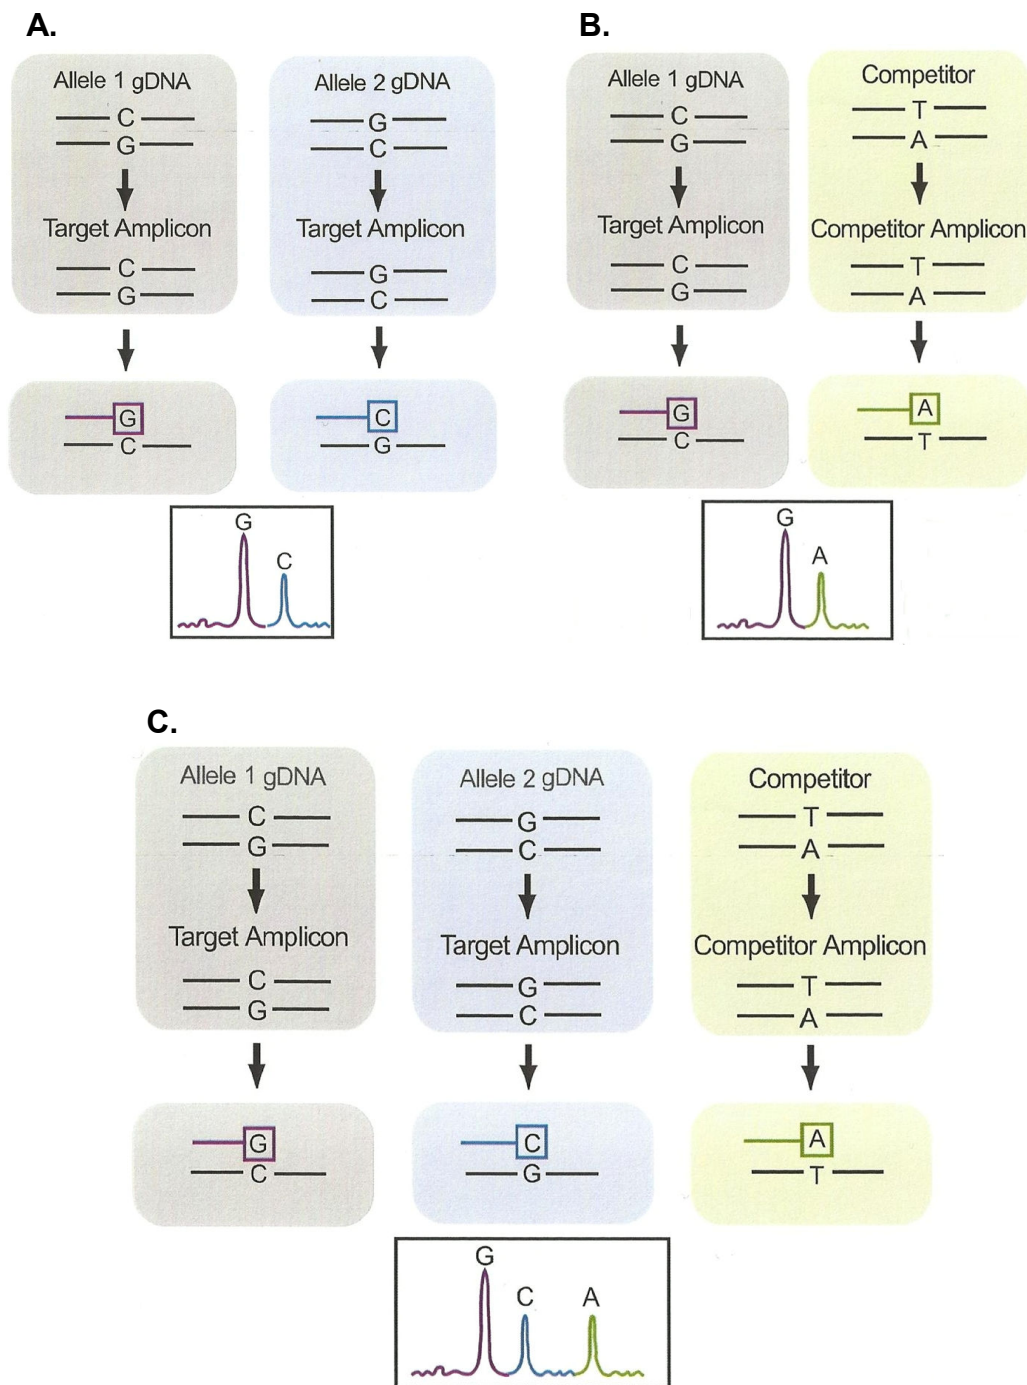 A.
Allele 1 gDNA
C
G
Target Amplicon
C
G
G
C
Allele 2 gDNA
G
C
Target Amplicon
G
C
C
G
G
C
B.
Allele 1 gDNA
C
G
Target Amplicon
C
G
G
C
Competitor
T
A
Competitor Amplicon
T
A
A
T
G
A
C.
Allele 1 gDNA
C
G
Target Amplicon
C
G
G
C
Allele 2 gDNA
G
C
Target Amplicon
G
C
C
G
Competitor
T
A
Competitor Amplicon
T
A
A
T
G
C
A